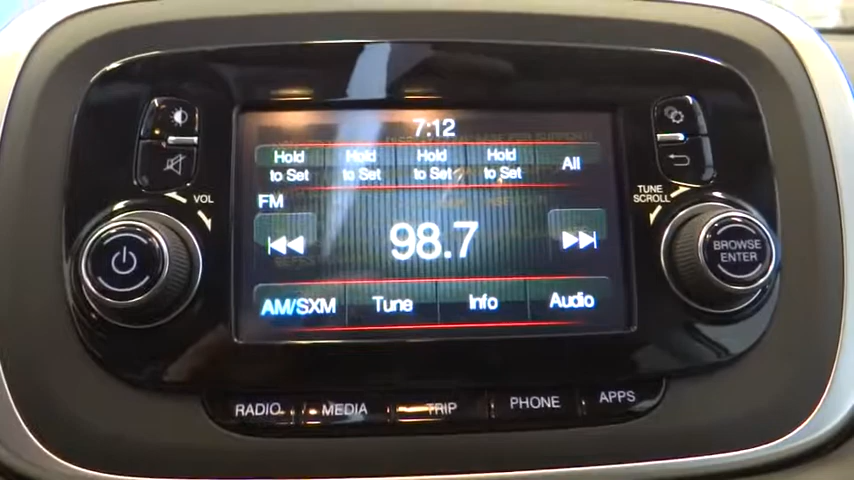 7:12
Hold to Set Hold to Set Hold to Set Hold to Set All
VOL
TUNE SCROLL
FM
98.7
BROWSE ENTER
AM/SXM Tune Info Audio
RADIO MEDIA TRIP PHONE APPS